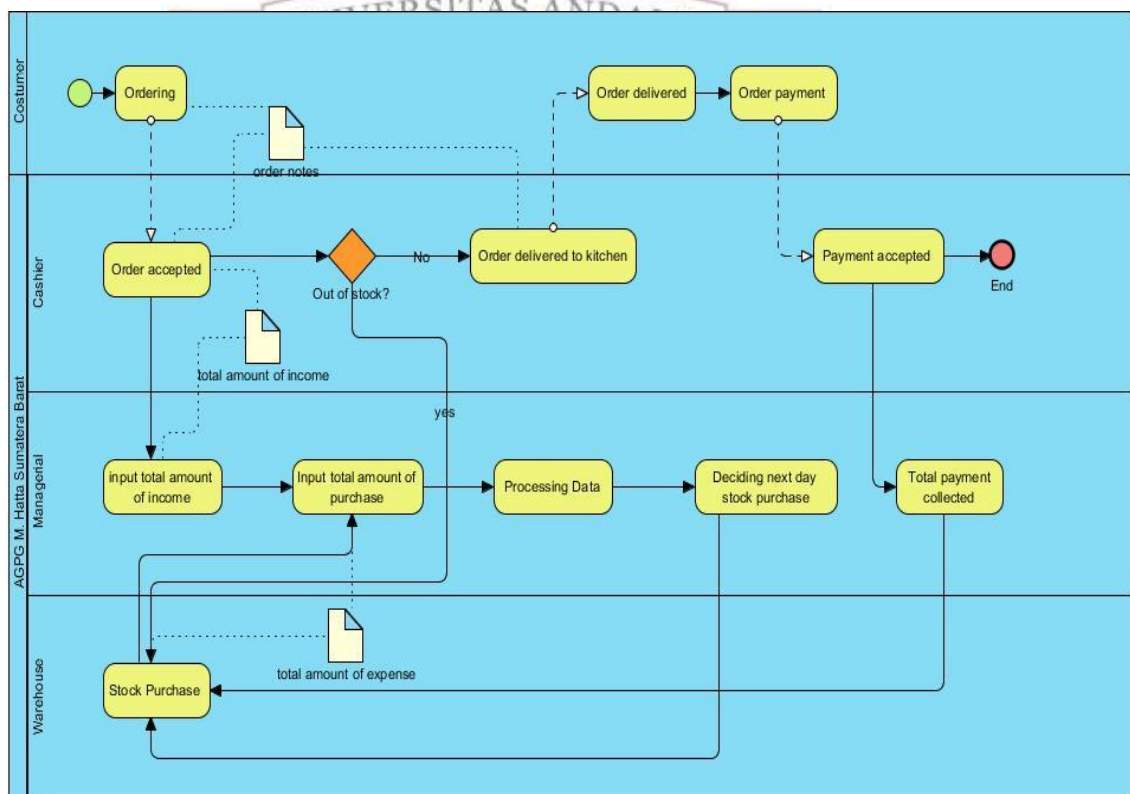 UNIVERSITAS ANDALAS
Costumor
Ordering
order notes
Order delivered
Order payment
AGPG M. Hatta Sumatera Barat
Cashier
Order accepted
Out of stock?
No
Order delivered to kitchen
Payment accepted
End
total amount of income
yes
Managerial
input total amount
of income
Input total amount of
purchase
Processing Data
Deciding next day
stock purchase
Total payment
collected
Warehouse
Stock Purchase
total amount of expense